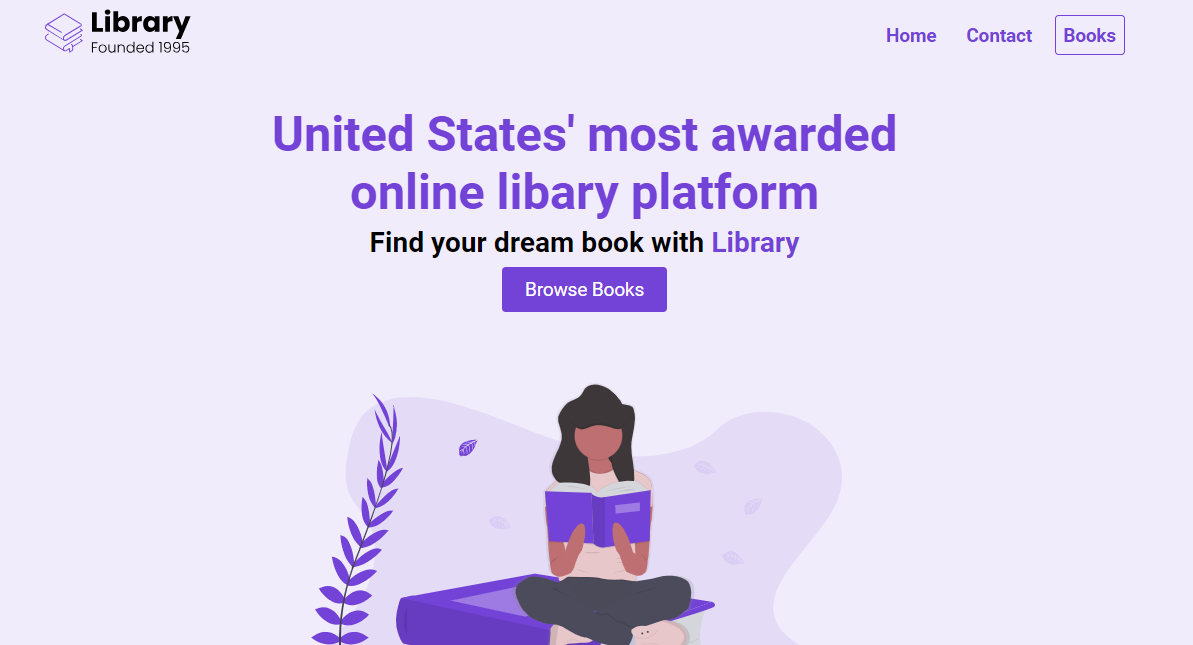 Library
Founded 1995
Home Contact Books
United States' most awarded
online libary platform
Find your dream book with Library
Browse Books